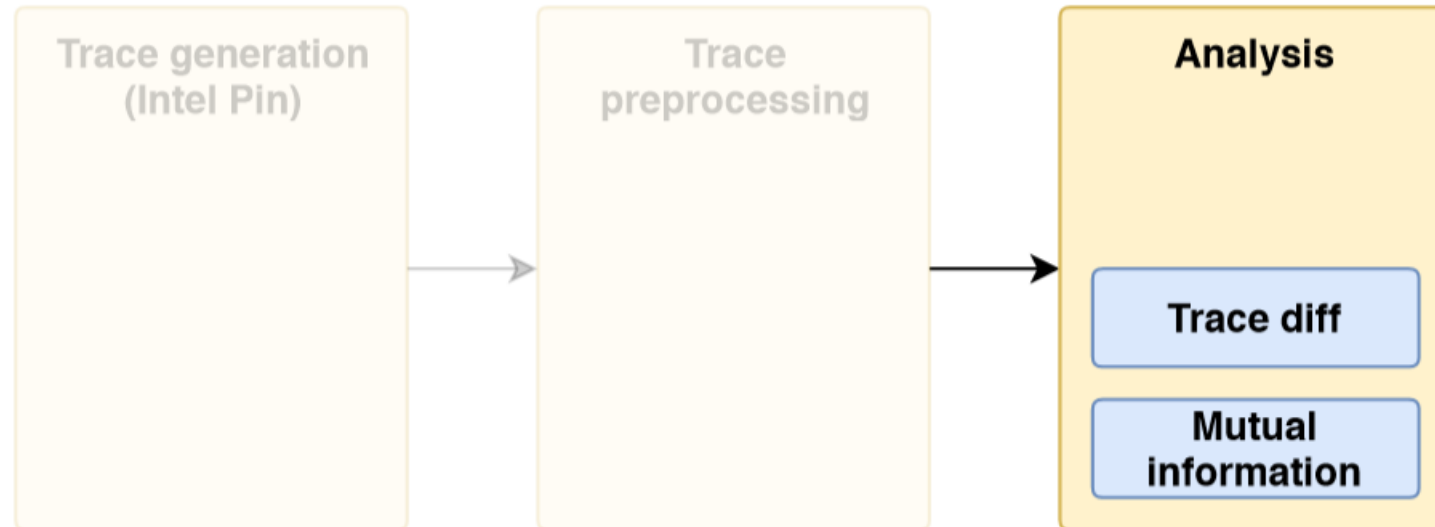 Trace generation
(Intel Pin)
Trace
preprocessing
Analysis
Trace diff
Mutual
information